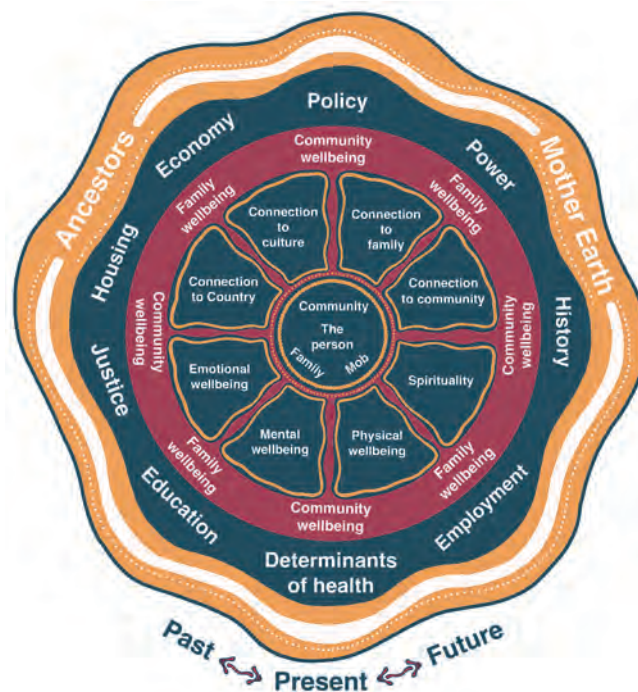 Ancestors
Mother Earth
Policy
Power
History
Employment
Determinants
of health
Education
Justice
Housing
Economy
Community
wellbeing
Family
wellbeing
Community
wellbeing
Family
wellbeing
Community
wellbeing
Family
wellbeing
Community
wellbeing
Family
wellbeing
Connection
to
culture
Connection
to
family
Connection
to community
Spirituality
Physical
wellbeing
Mental
wellbeing
Emotional
wellbeing
Connection
to Country
Community
The
person
Family
Mob
Past
Present
Future